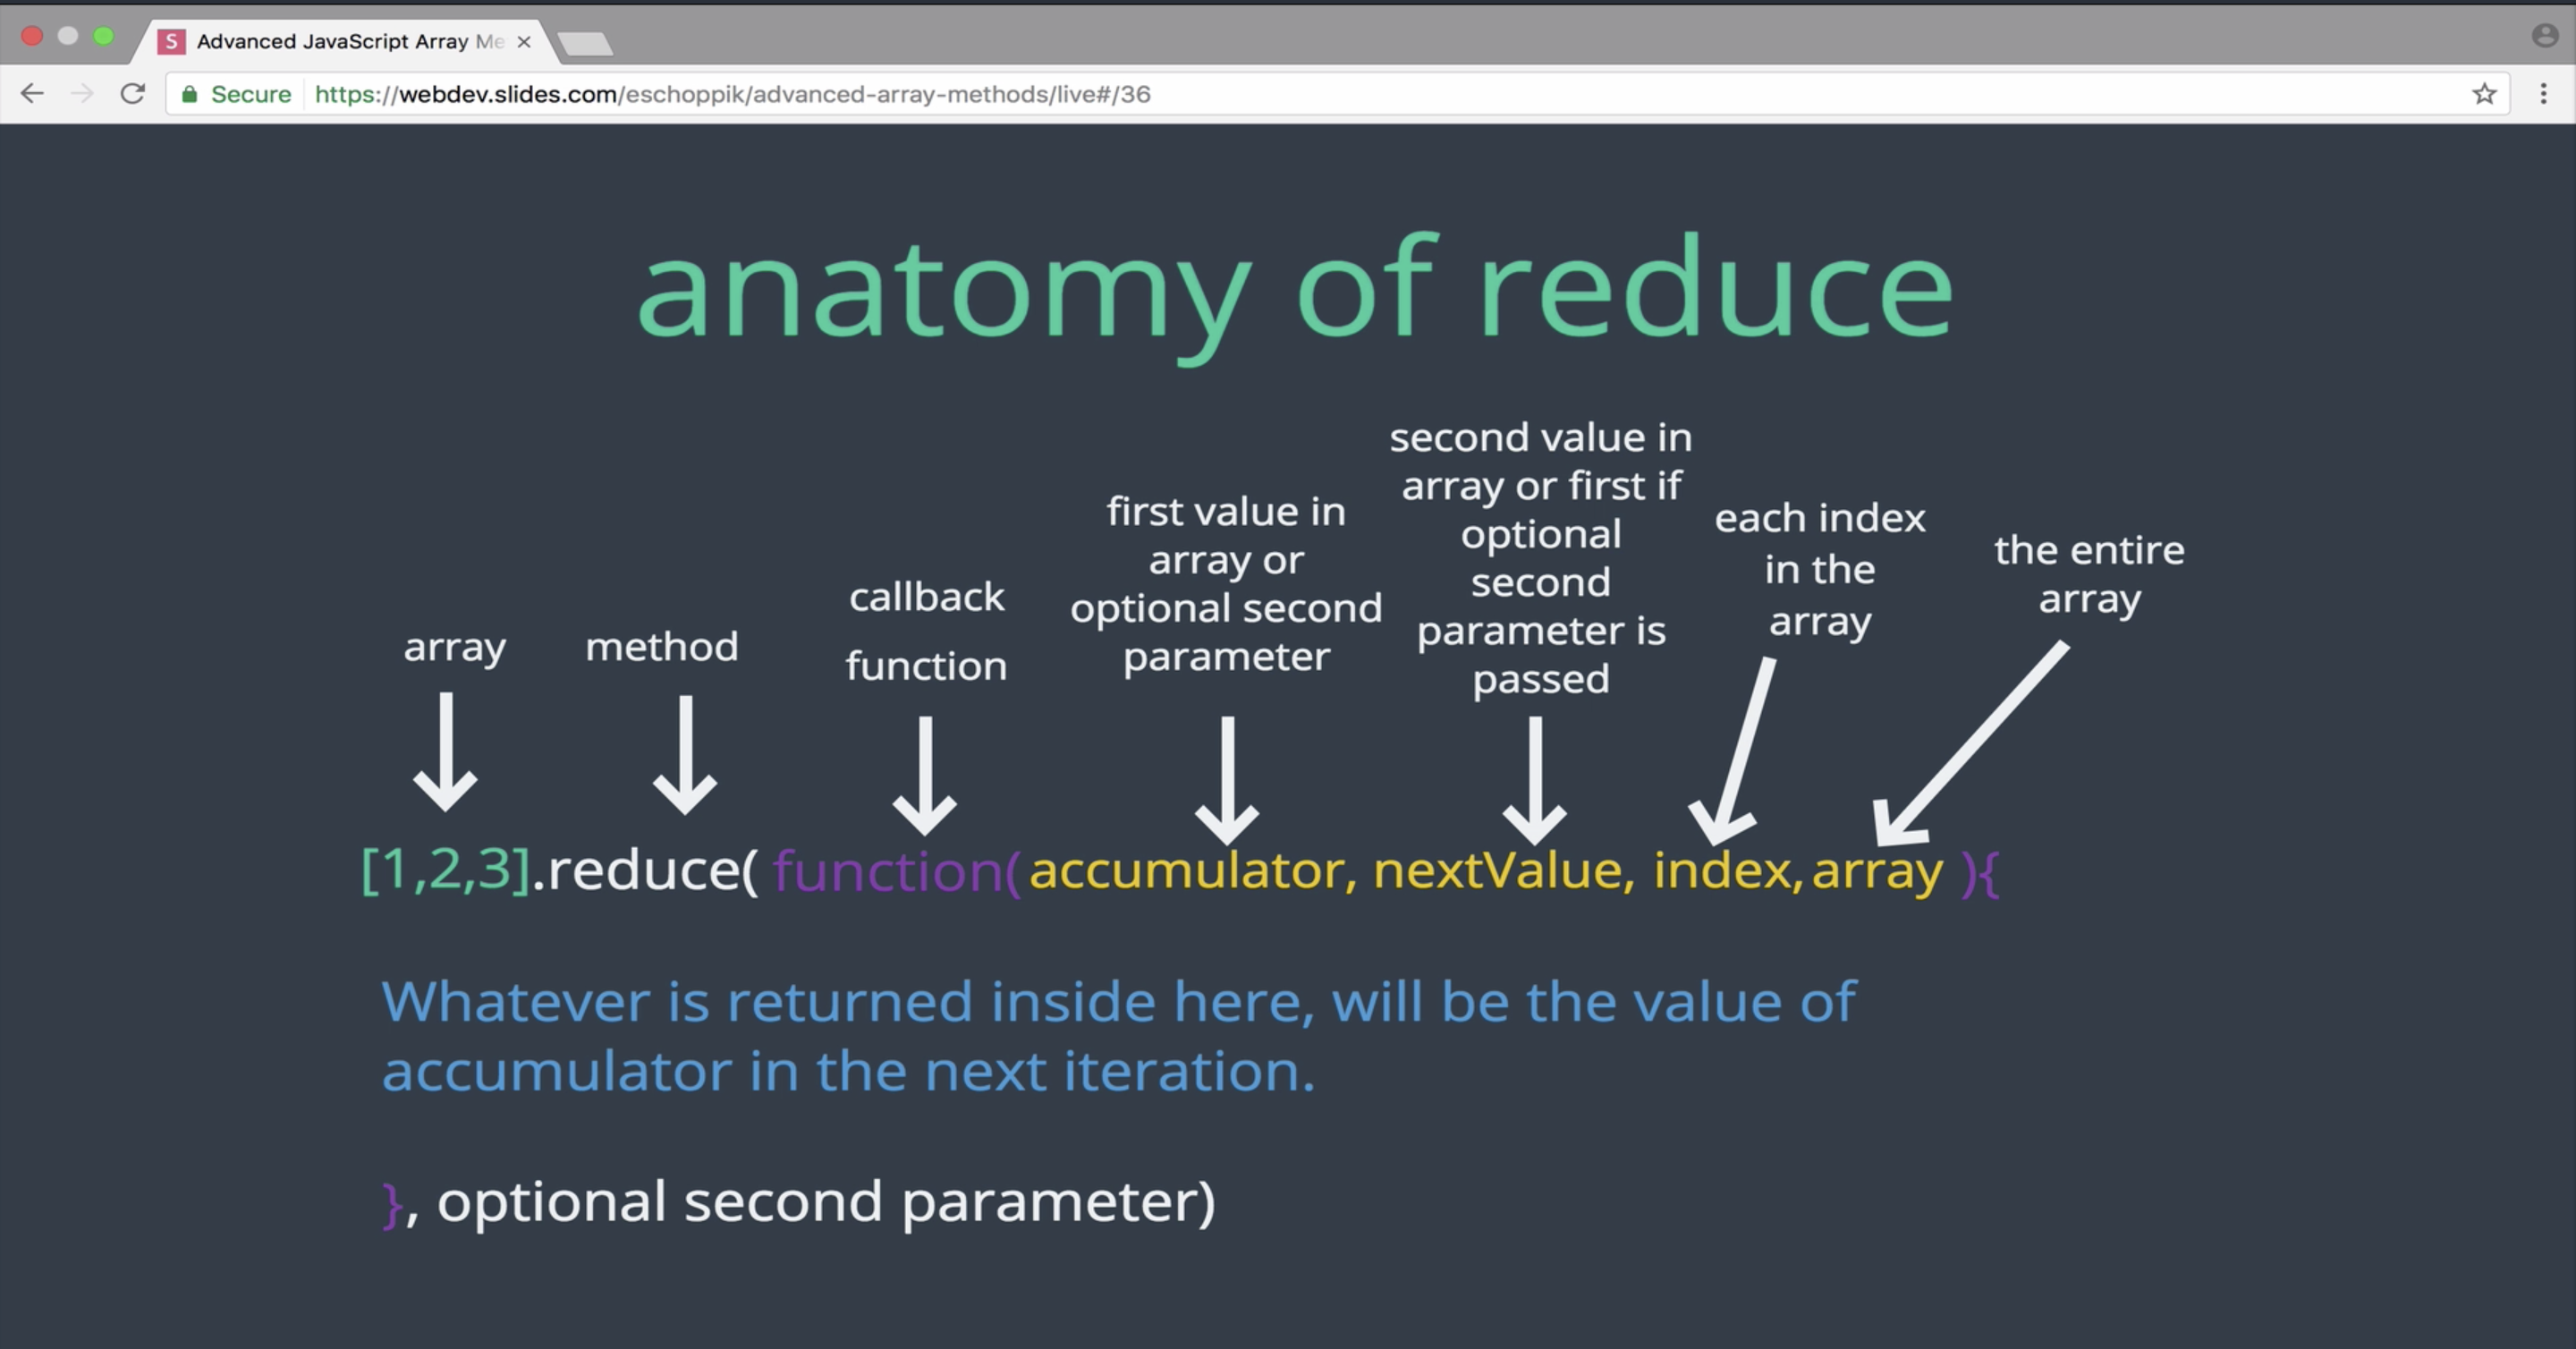 S Advanced JavaScript Array Me
Secure https://webdev.slides.com/eschoppik/advanced-array-methods/live#/36
anatomy of reduce
array
method
callback
function
first value in
array or
optional second
parameter
second value in
array or first if
optional
second
parameter is
passed
each index
in the
array
the entire
array
[1,2,3].reduce( function( accumulator, nextValue, index, array ){
Whatever is returned inside here, will be the value of
accumulator in the next iteration.
}, optional second parameter)